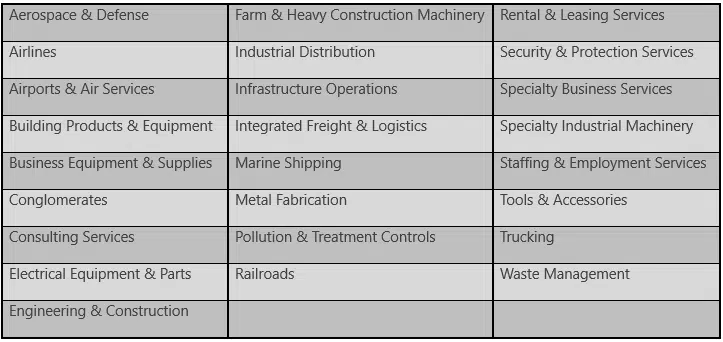 Aerospace & Defense
Farm & Heavy Construction Machinery
Rental & Leasing Services
Airlines
Industrial Distribution
Security & Protection Services
Airports & Air Services
Infrastructure Operations
Specialty Business Services
Building Products & Equipment
Integrated Freight & Logistics
Specialty Industrial Machinery
Business Equipment & Supplies
Marine Shipping
Staffing & Employment Services
Conglomerates
Metal Fabrication
Tools & Accessories
Consulting Services
Pollution & Treatment Controls
Trucking
Electrical Equipment & Parts
Railroads
Waste Management
Engineering & Construction